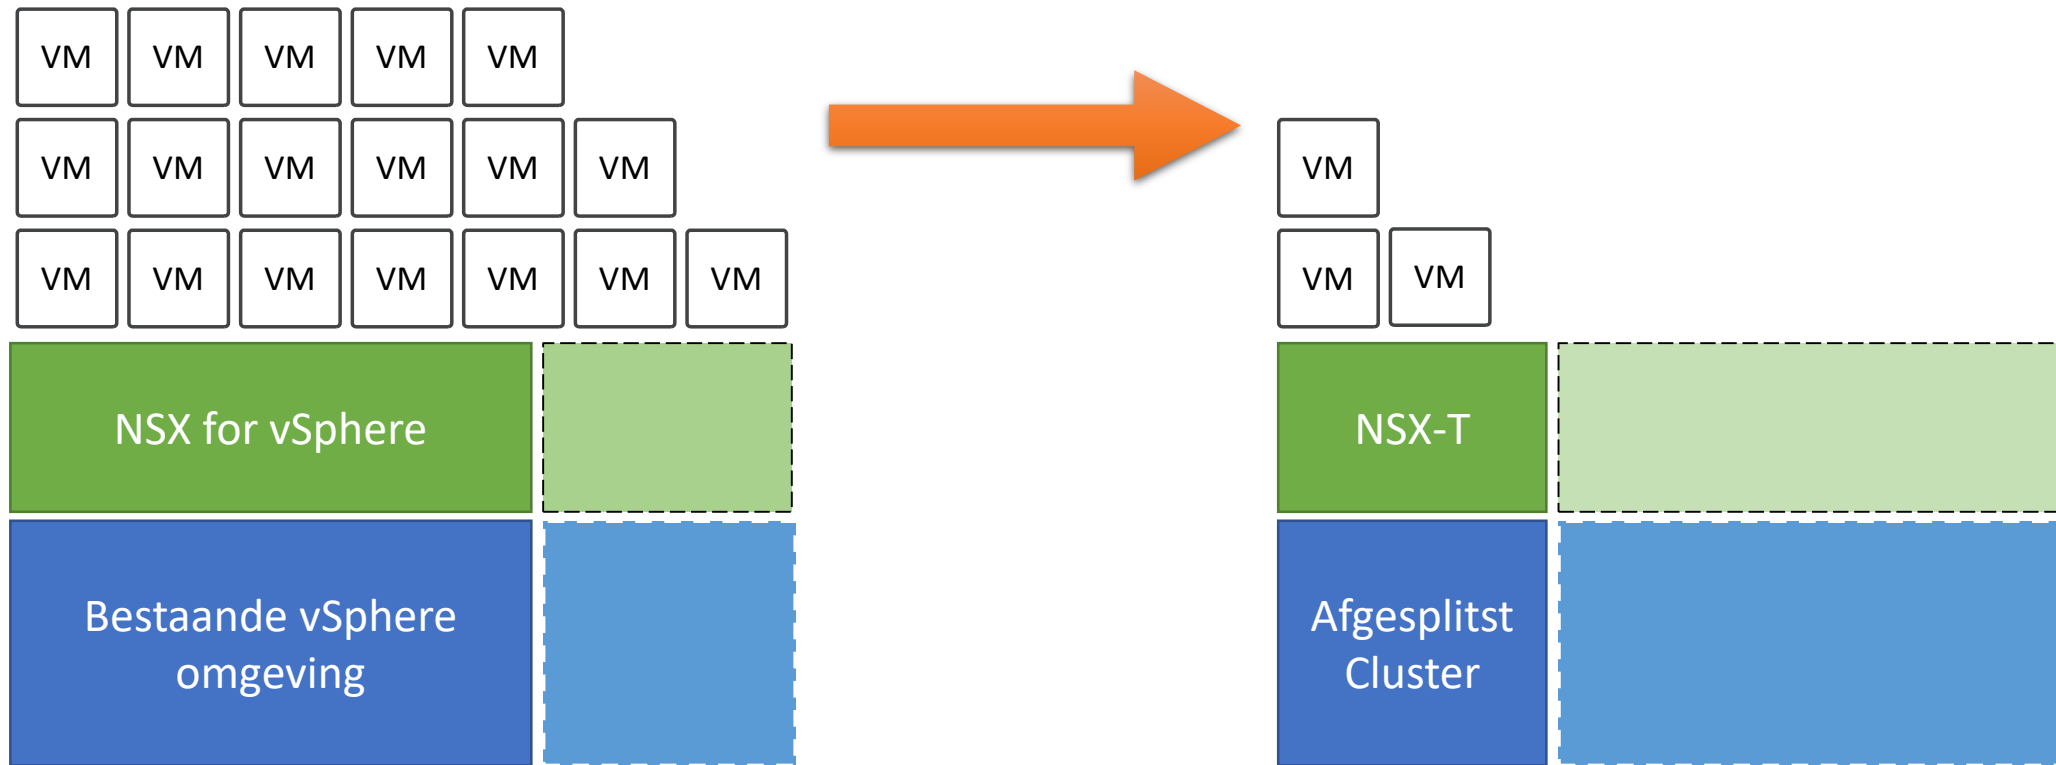 VM VM VM VM VM
VM VM VM VM VM VM
VM VM VM VM VM VM VM
NSX for vSphere
Bestaande vSphere
omgeving
VM
VM VM
NSX-T
Afgesplitst
Cluster